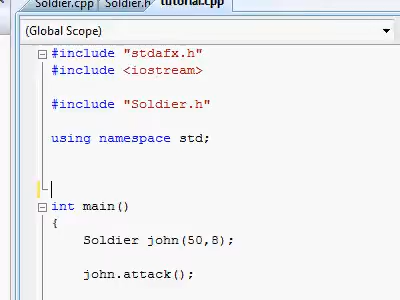 Soldier.cpp Soldier.h tutorial.cpp
(Global Scope)
#include "stdafx.h"
#include <iostream>
#include "Soldier.h"
using namespace std;
int main()
{
Soldier john(50,8);
john.attack();